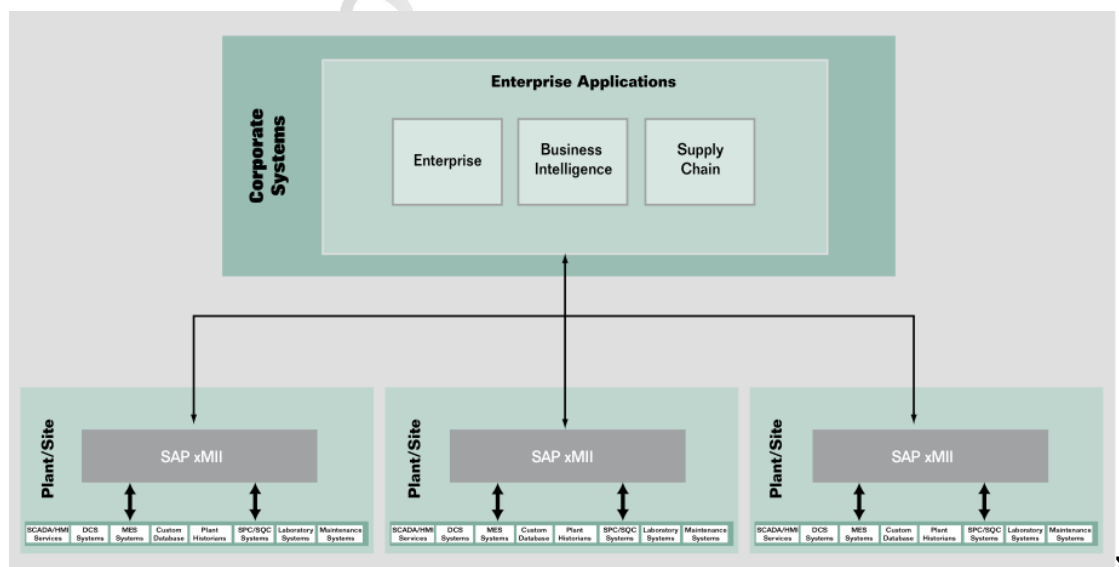 Corporate
Systems
Enterprise Applications
Enterprise
Business
Intelligence
Supply
Chain
Plant/Site
SAP xMII
SCADA/HMI
Services
DCS
Systems
MES
Systems
Custom
Database
Plant
Historians
SPC/SQC
Systems
Laboratory
Systems
Maintenance
Systems
Plant/Site
SAP xMII
SCADA/HMI
Services
DCS
Systems
MES
Systems
Custom
Database
Plant
Historians
SPC/SQC
Systems
Laboratory
Systems
Maintenance
Systems
Plant/Site
SAP xMII
SCADA/HMI
Services
DCS
Systems
MES
Systems
Custom
Database
Plant
Historians
SPC/SQC
Systems
Laboratory
Systems
Maintenance
Systems